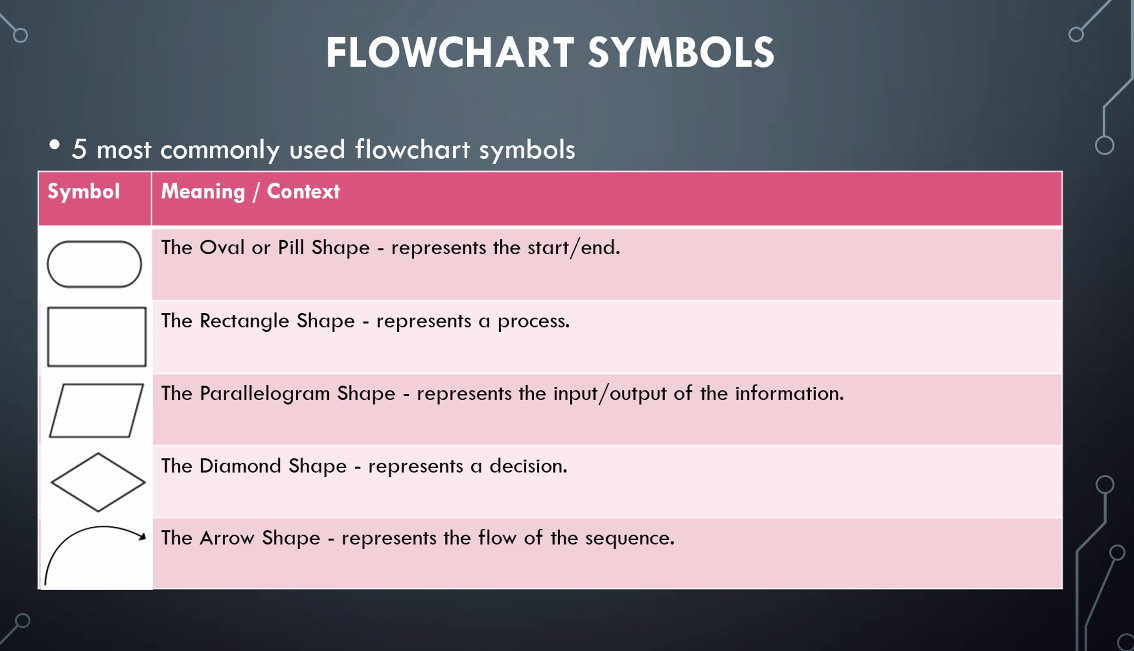 FLOWCHART SYMBOLS
• 5 most commonly used flowchart symbols
Symbol Meaning / Context
The Oval or Pill Shape - represents the start/end.
The Rectangle Shape - represents a process.
The Parallelogram Shape - represents the input/output of the information.
The Diamond Shape - represents a decision.
The Arrow Shape - represents the flow of the sequence.